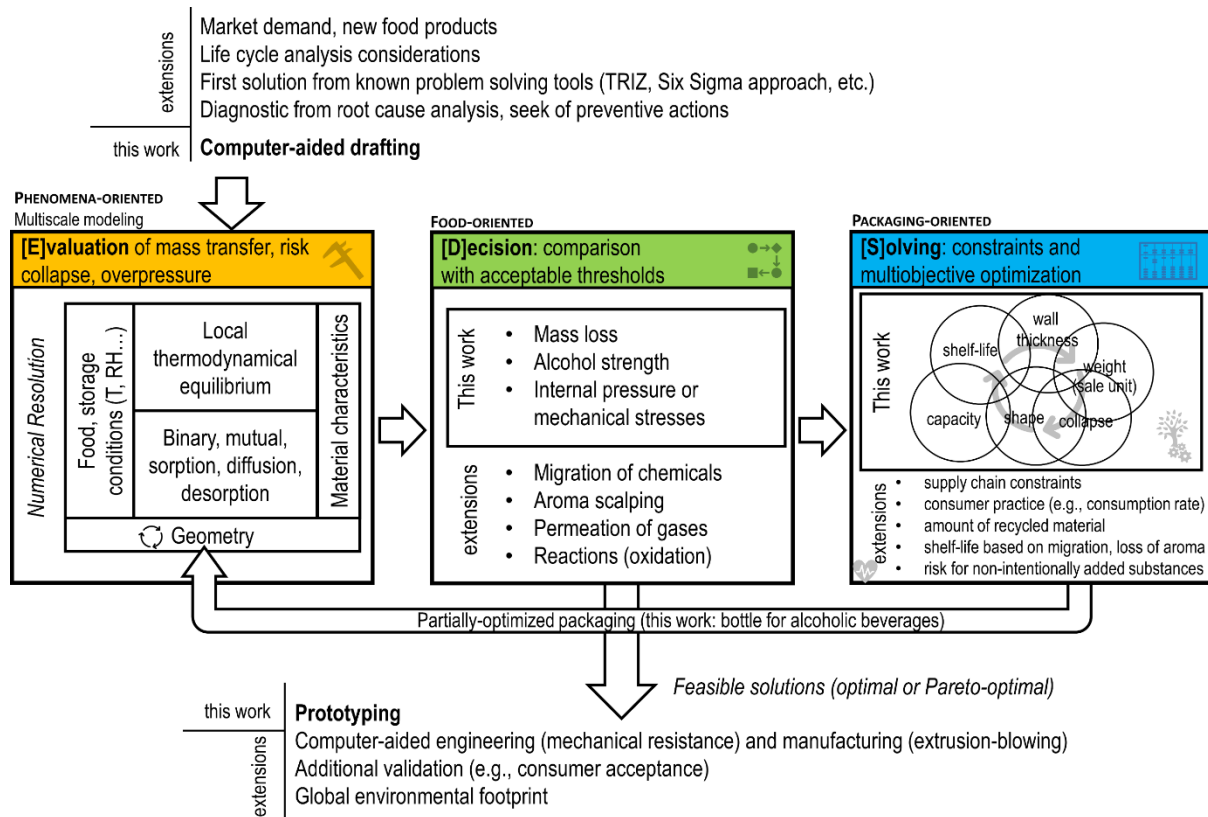 extensions
Market demand, new food products
Life cycle analysis considerations
First solution from known problem solving tools (TRIZ, Six Sigma approach, etc.)
Diagnostic from root cause analysis, seek of preventive actions
this work
Computer-aided drafting
PHENOMENA-ORIENTED
Multiscale modeling
[E]valuation of mass transfer, risk
collapse, overpressure
Numerical Resolution
Food, storage
conditions (T, RH…)
Local
thermodynamical
equilibrium
Binary, mutual,
sorption, diffusion,
desorption
Material characteristics
Geometry
FOOD-ORIENTED
[D]ecision: comparison
with acceptable thresholds
This work
• Mass loss
• Alcohol strength
• Internal pressure or
mechanical stresses
extensions
• Migration of chemicals
• Aroma scalping
• Permeation of gases
• Reactions (oxidation)
PACKAGING-ORIENTED
[S]olving: constraints and
multiobjective optimization
This work
wall
thickness
shelf-life
weight
(sale unit)
capacity
shape
collapse
extensions
• supply chain constraints
• consumer practice (e.g., consumption rate)
• amount of recycled material
• shelf-life based on migration, loss of aroma
• risk for non-intentionally added substances
Partially-optimized packaging (this work: bottle for alcoholic beverages)
Feasible solutions (optimal or Pareto-optimal)
this work
Prototyping
extensions
Computer-aided engineering (mechanical resistance) and manufacturing (extrusion-blowing)
Additional validation (e.g., consumer acceptance)
Global environmental footprint